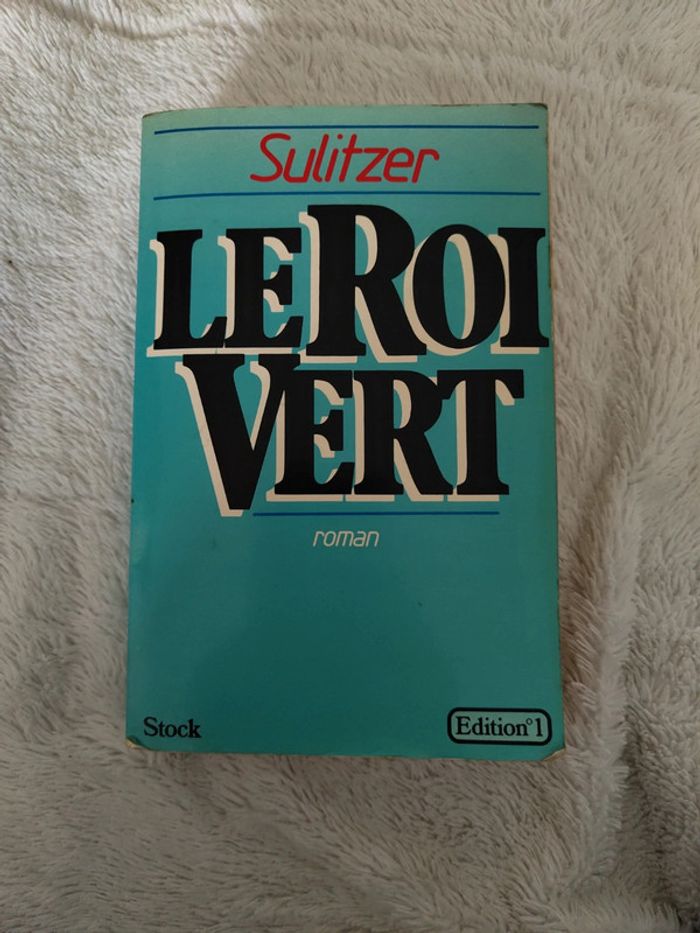 Sulitzer
LE ROI
VERT
roman
Stock
Edition°1